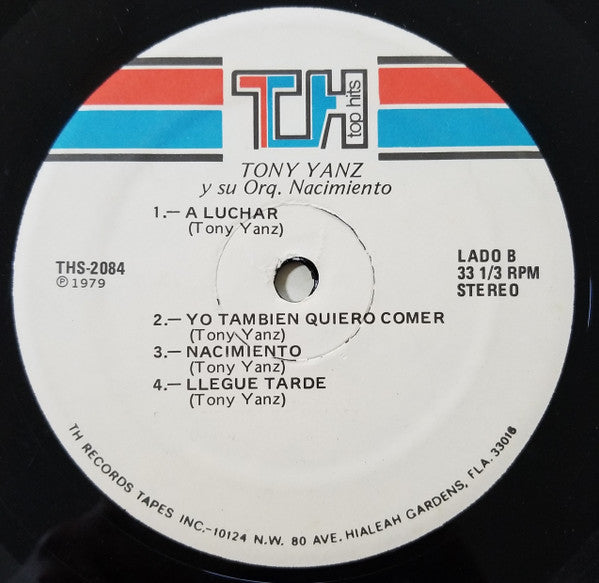 TH
top hits
TONY YANZ
y su Orq. Nacimiento
1.— A LUCHAR
(Tony Yanz)
THS-2084
℗ 1979
LADO B
33 1/3 RPM
STEREO
2.— YO TAMBIEN QUIERO COMER
(Tony Yanz)
3.— NACIMIENTO
(Tony Yanz)
4.— LLEGUE TARDE
(Tony Yanz)
TH RECORDS TAPES INC.-10124 N.W. 80 AVE. HIALEAH GARDENS, FLA. 33016